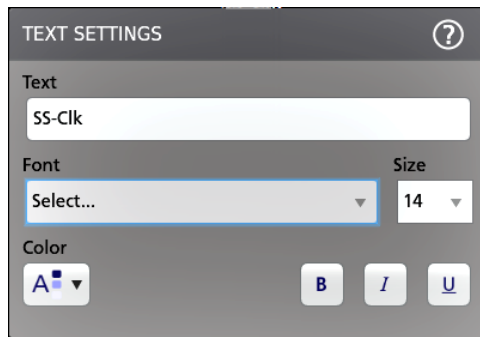 TEXT SETTINGS ?
Text
SS-Clk
Font Size
Select... 14
Color
A B I U